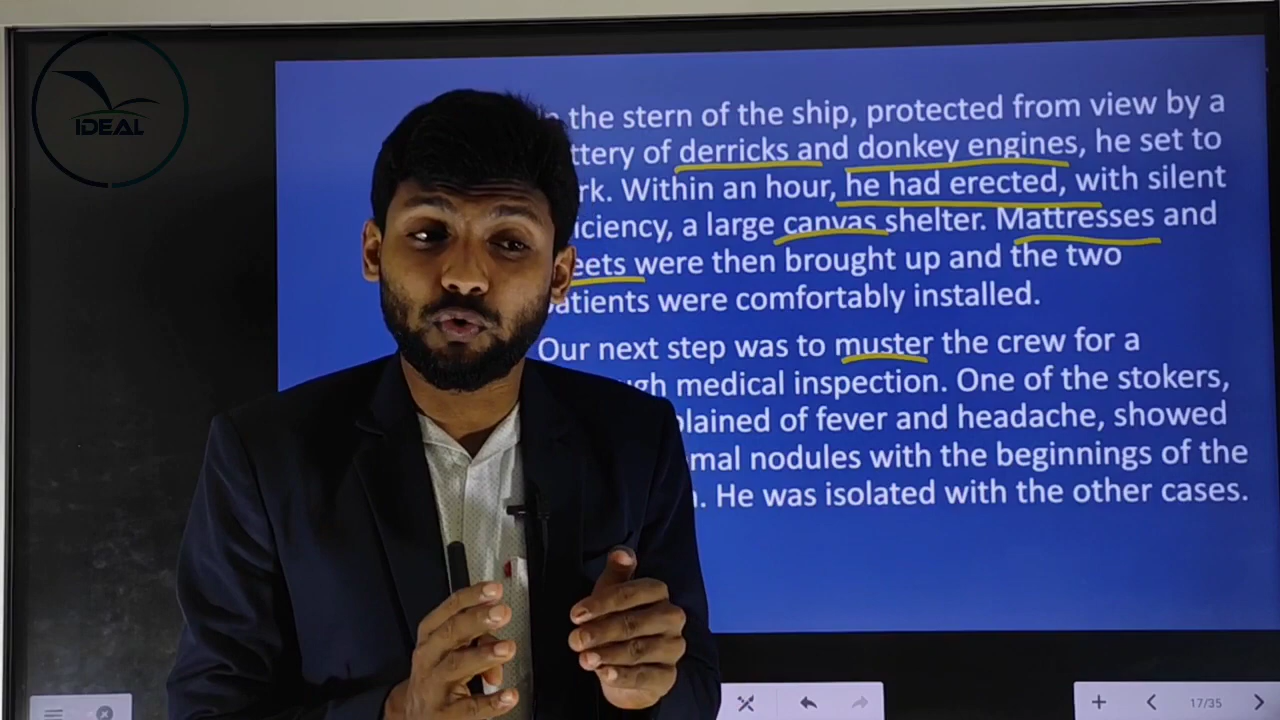 IDEAL
the stern of the ship, protected from view by a
ttery of derricks and donkey engines, he set to
rk. Within an hour, he had erected, with silent
iciency, a large canvas shelter. Mattresses and
eets were then brought up and the two
atients were comfortably installed.
Our next step was to muster the crew for a
gh medical inspection. One of the stokers,
plained of fever and headache, showed
mal nodules with the beginnings of the
. He was isolated with the other cases.
17/35